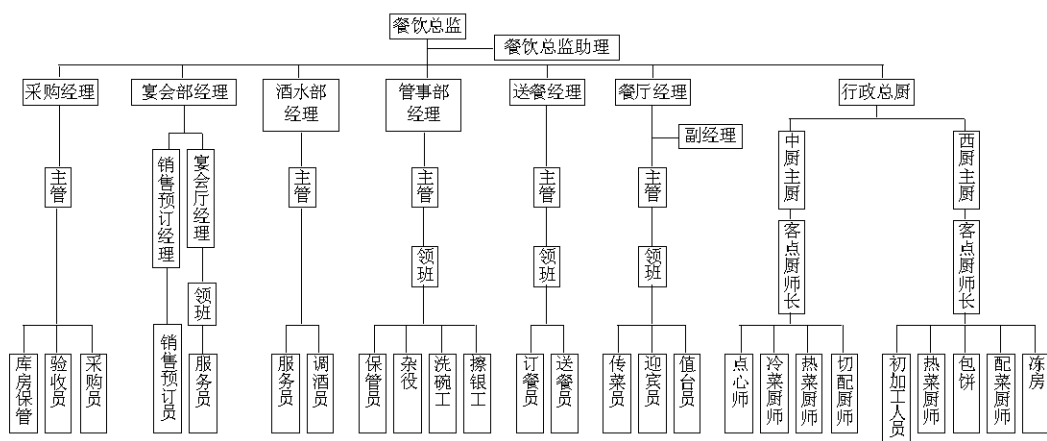 餐饮总监
餐饮总监助理
采购经理
宴会部经理
酒水部
经理
管事部
经理
送餐经理
餐厅经理
行政总厨
副经理
主管
销售预订经理
宴会厅经理
主管
主管
主管
主管
中厨主厨
西厨主厨
领班
领班
领班
领班
客点厨师长
客点厨师长
库房保管
验收员
采购员
销售预订员
服务员
服务员
调酒员
保管员
杂役
洗碗工
擦银工
订餐员
送餐员
传菜员
迎宾员
值台员
点心师
冷菜厨师
热菜厨师
切配厨师
初加工人员
热菜厨师
包饼
配菜厨师
冻房